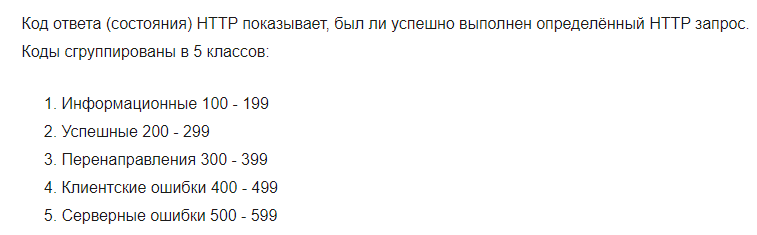 Код ответа (состояния) HTTP показывает, был ли успешно выполнен определённый HTTP запрос.
Коды сгруппированы в 5 классов:
1. Информационные 100 - 199
2. Успешные 200 - 299
3. Перенаправления 300 - 399
4. Клиентские ошибки 400 - 499
5. Серверные ошибки 500 - 599